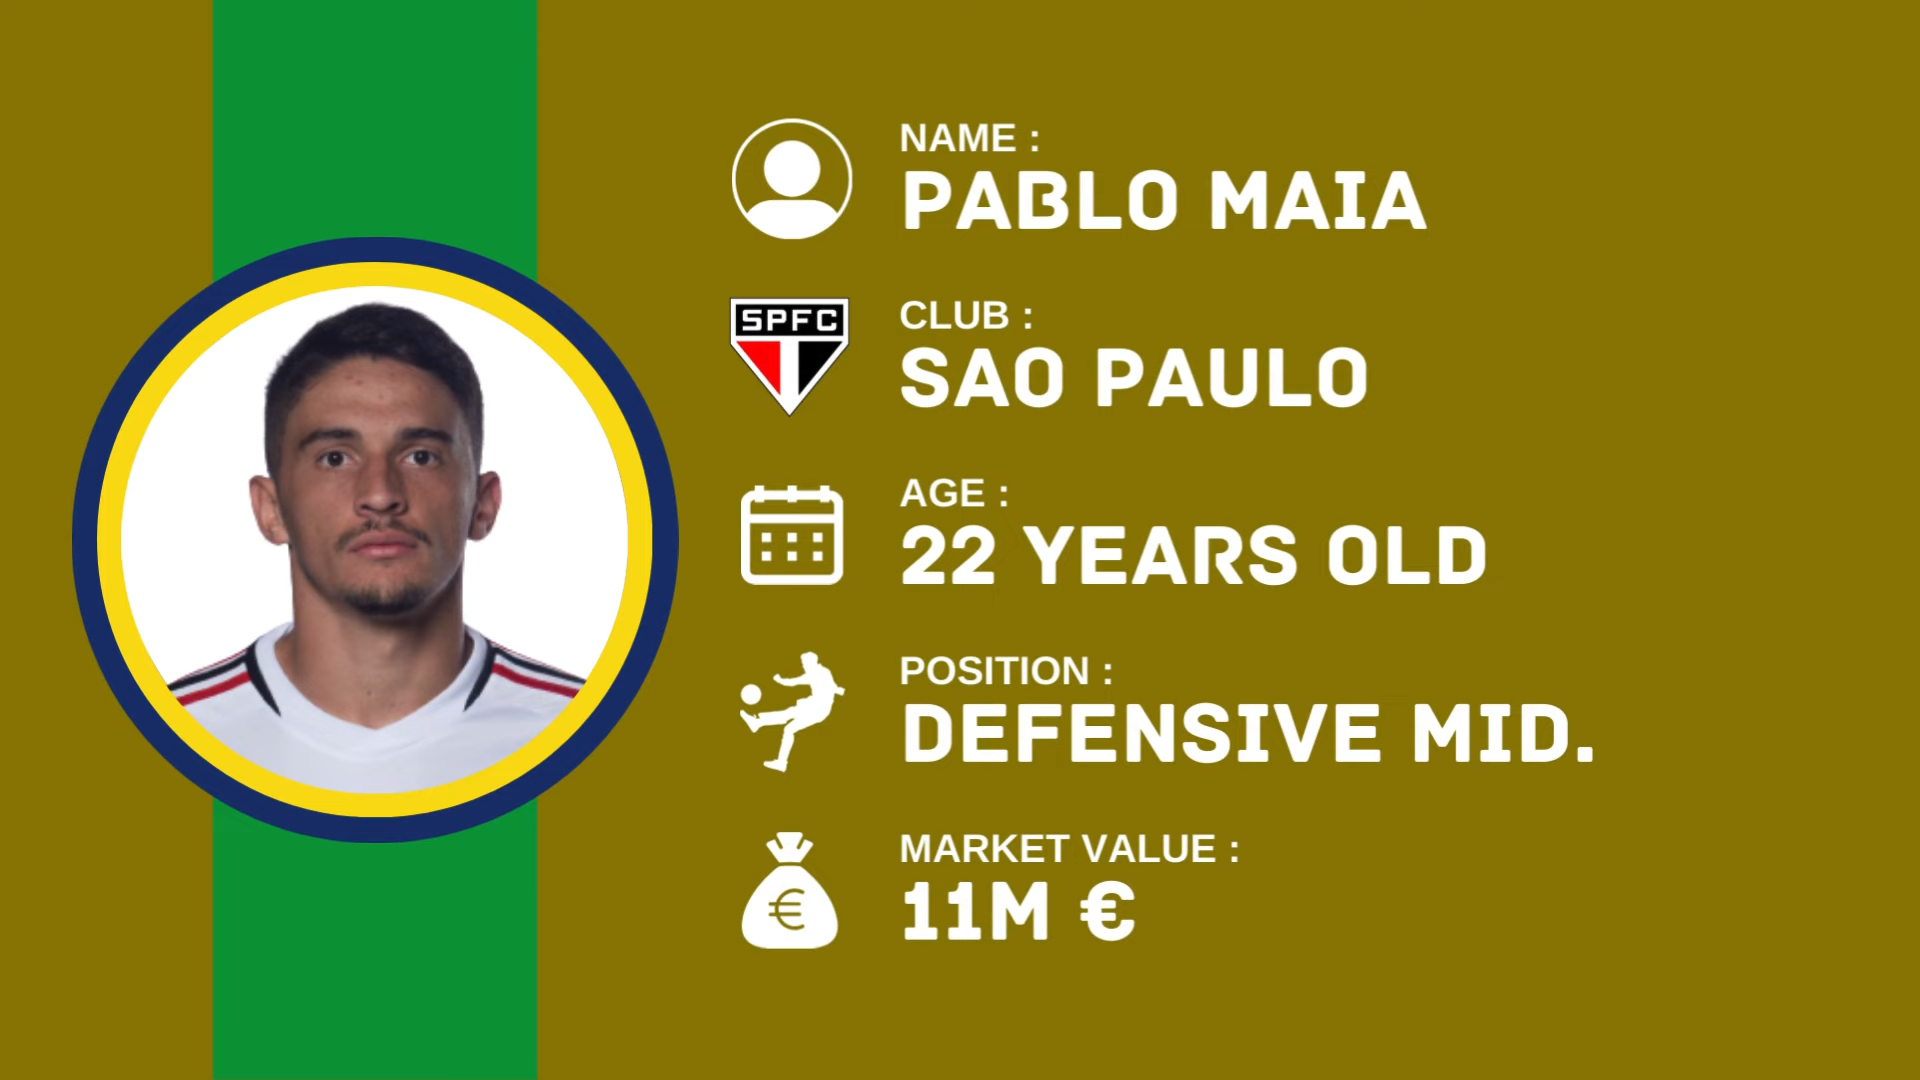 NAME :
PABLO MAIA
SPFC
CLUB :
SAO PAULO
AGE :
22 YEARS OLD
POSITION :
DEFENSIVE MID.
MARKET VALUE :
€
11M €